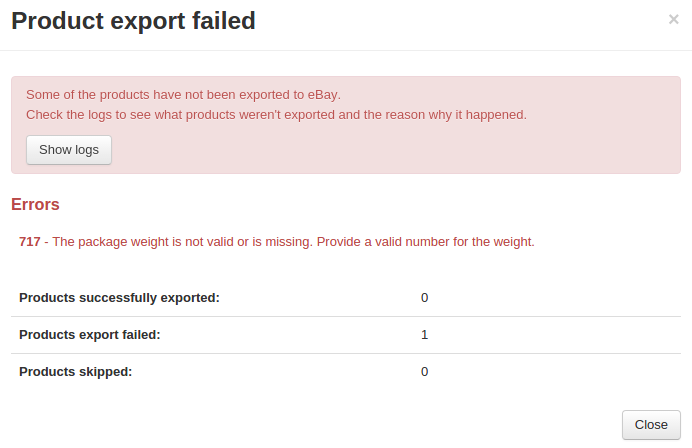 Product export failed
×
Some of the products have not been exported to eBay.
Check the logs to see what products weren't exported and the reason why it happened.
Show logs
Errors
717 - The package weight is not valid or is missing. Provide a valid number for the weight.
Products successfully exported: 0
Products export failed: 1
Products skipped: 0
Close